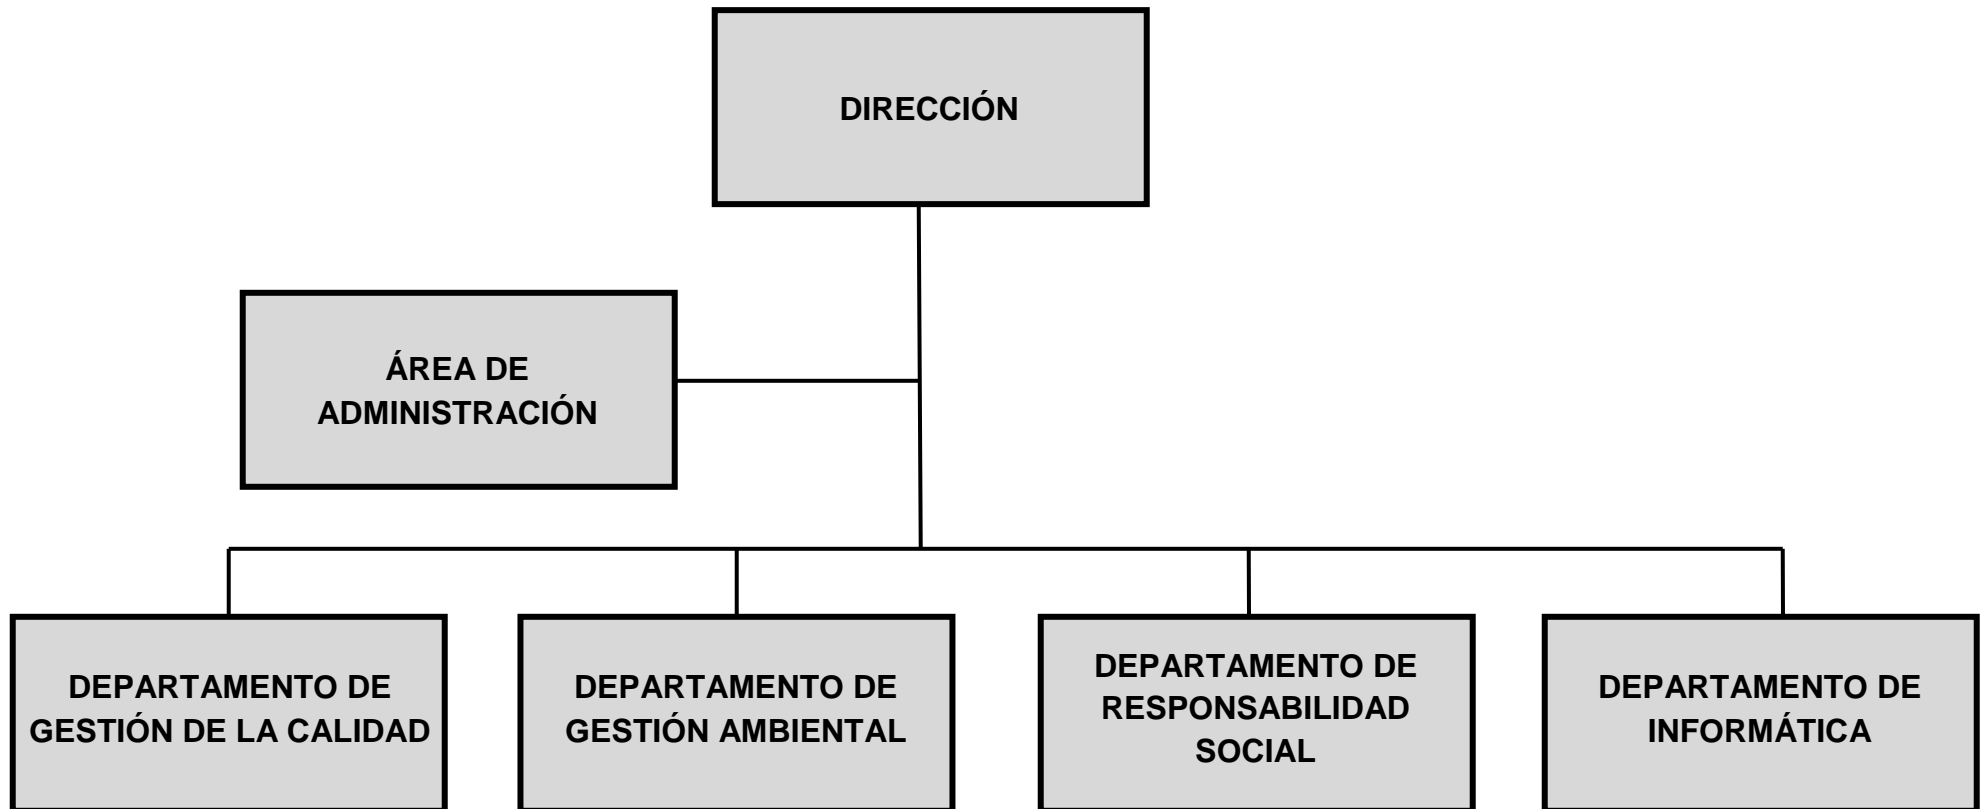 DIRECCIÓN
ÁREA DE
ADMINISTRACIÓN
DEPARTAMENTO DE
GESTIÓN DE LA CALIDAD
DEPARTAMENTO DE
GESTIÓN AMBIENTAL
DEPARTAMENTO DE
RESPONSABILIDAD
SOCIAL
DEPARTAMENTO DE
INFORMÁTICA